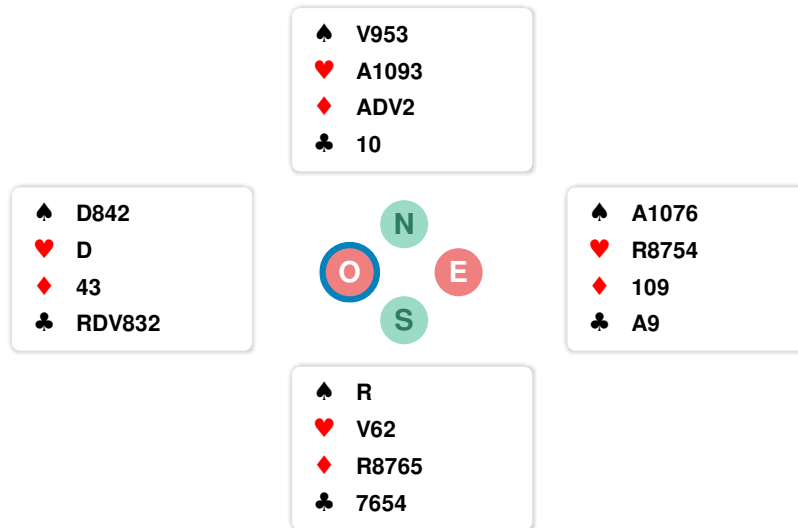 ♠ V953
♥ A1093
♦ ADV2
♣ 10
♠ D842
♥ D
♦ 43
♣ RDV832
N
O
E
S
♠ A1076
♥ R8754
♦ 109
♣ A9
♠ R
♥ V62
♦ R8765
♣ 7654